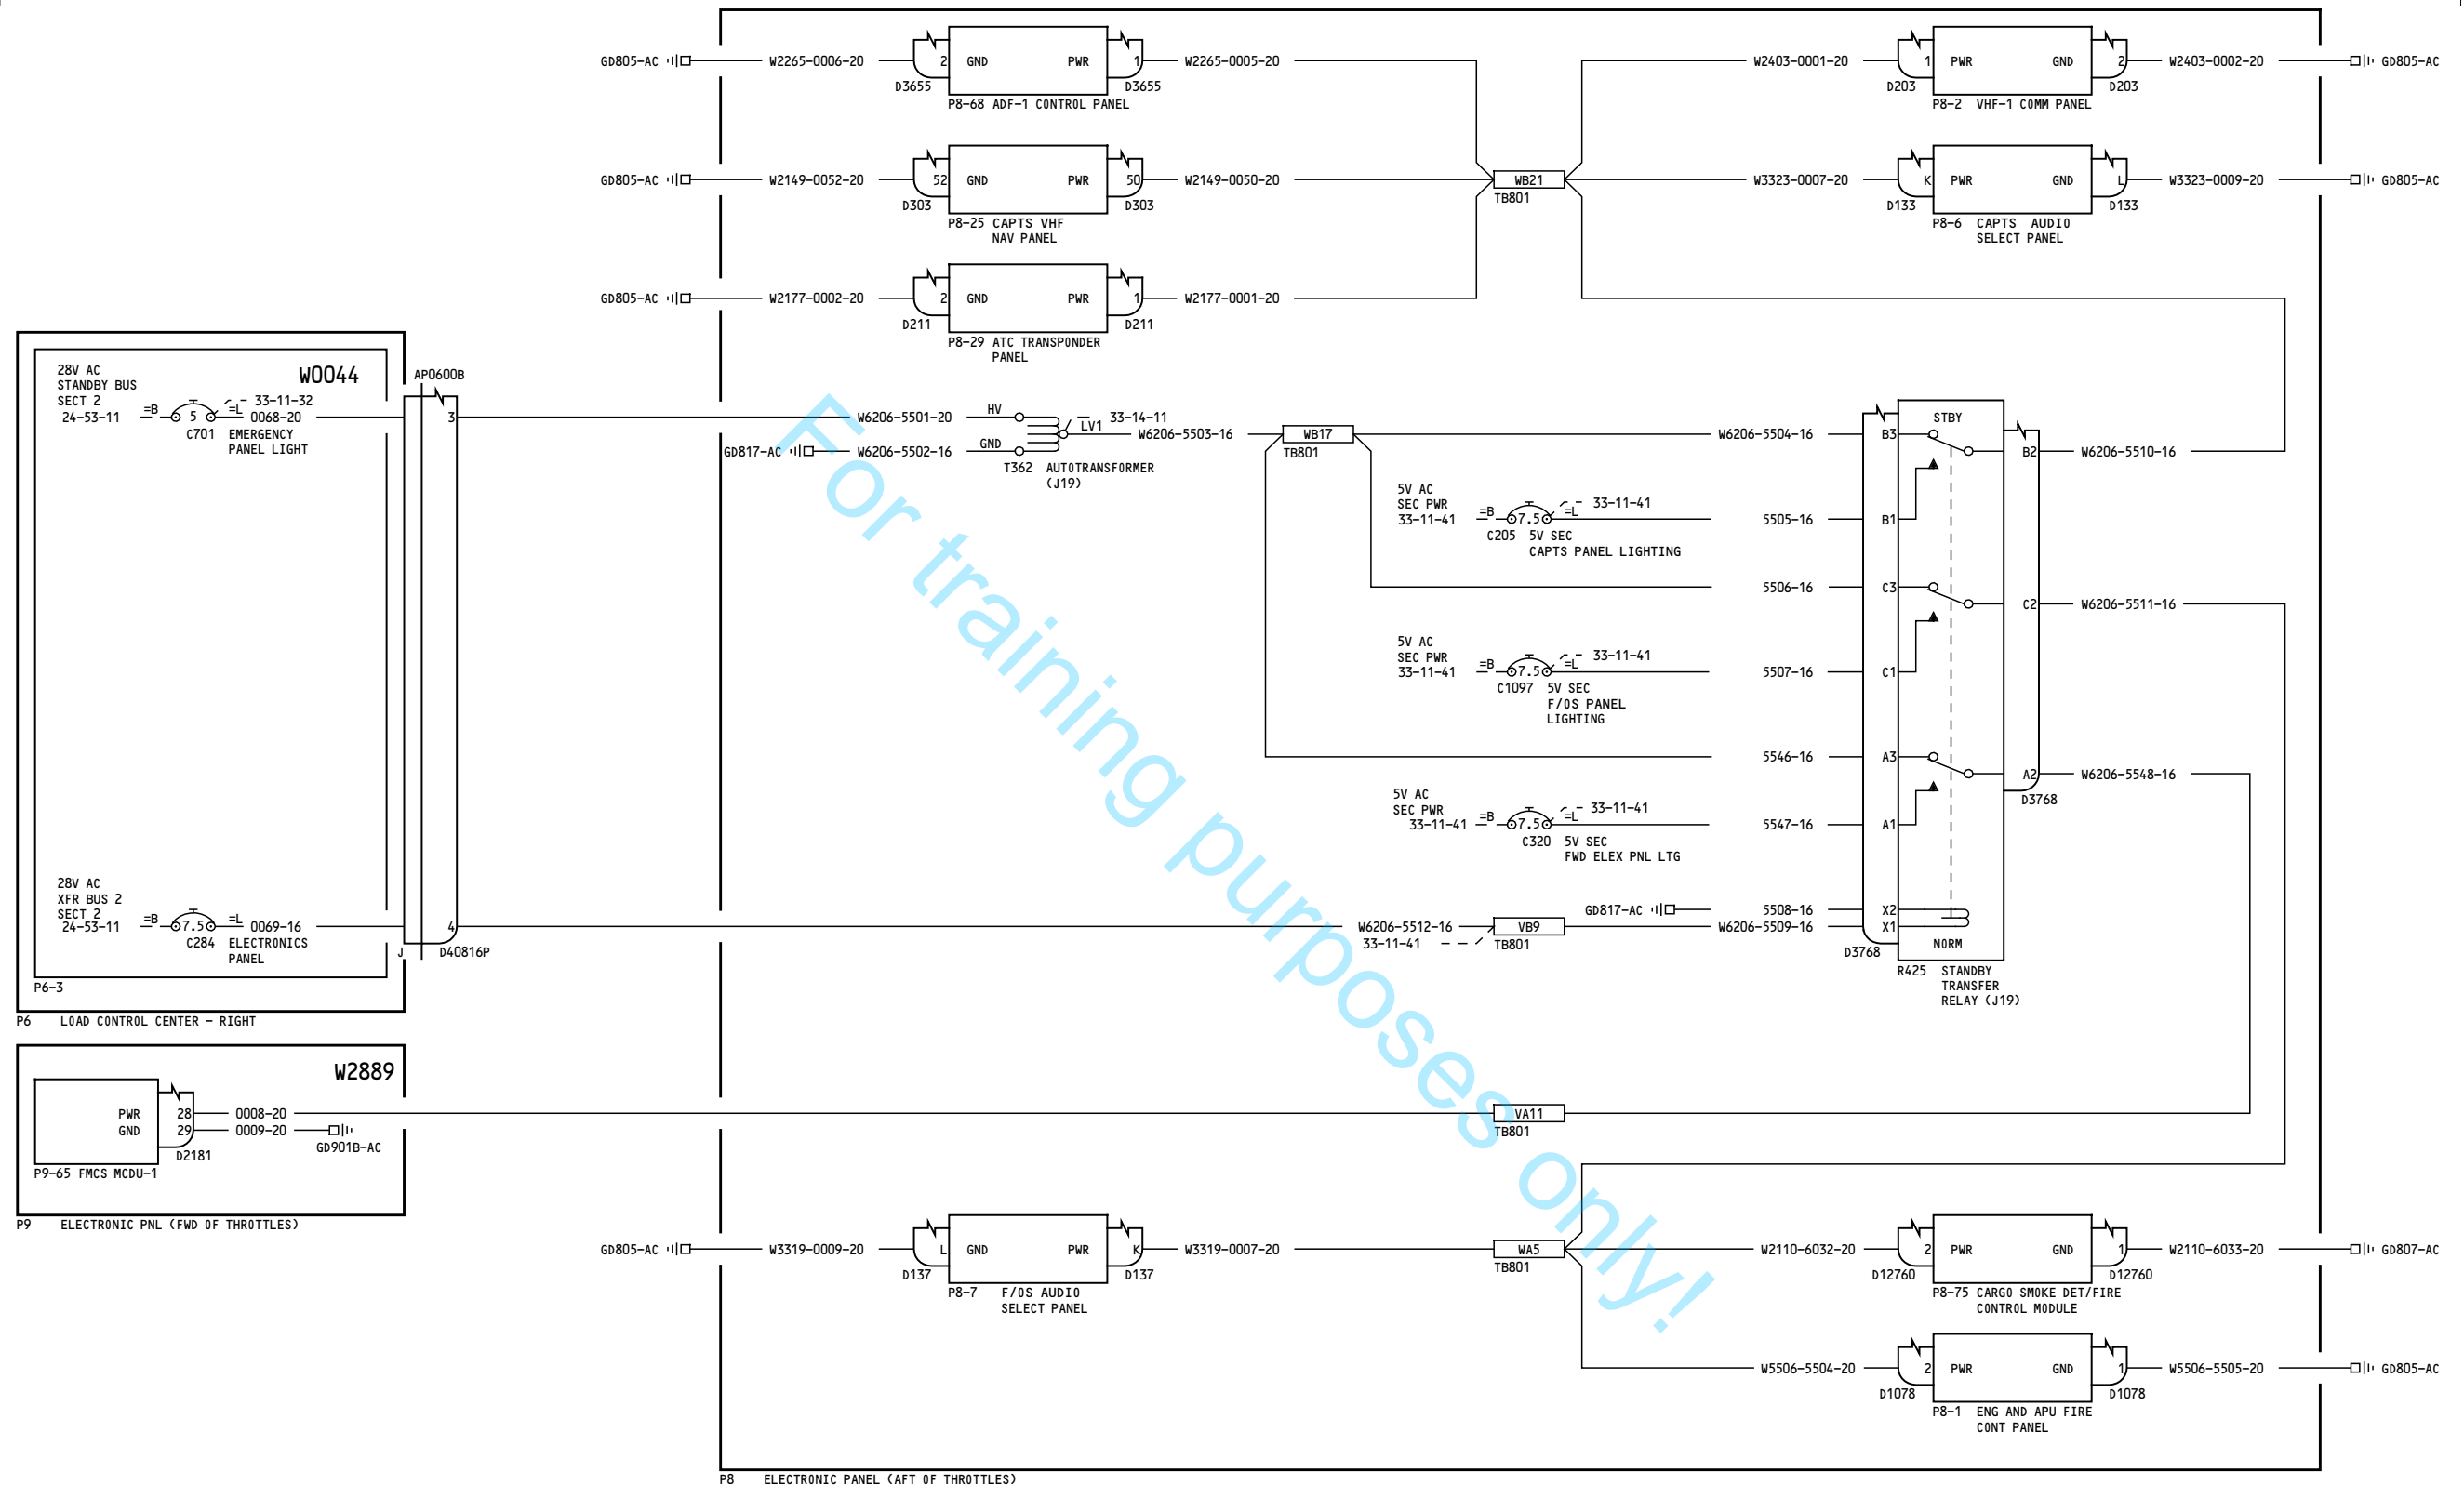 GD805-AC W2265-0006-20 2 GND PWR 1 W2265-0005-20 W2403-0001-20 1 PWR GND 2 W2403-0002-20 GD805-AC
D3655 D3655 D203 D203
P8-68 ADF-1 CONTROL PANEL P8-2 VHF-1 COMM PANEL
GD805-AC W2149-0052-20 52 GND PWR 50 W2149-0050-20 WB21 W3323-0007-20 K PWR GND L W3323-0009-20 GD805-AC
TB801
D303 D303 D133 D133
P8-25 CAPTS VHF P8-6 CAPTS AUDIO
NAV PANEL SELECT PANEL
GD805-AC W2177-0002-20 2 GND PWR 1 W2177-0001-20
D211 D211
P8-29 ATC TRANSPONDER
PANEL
28V AC W0044 AP0600B
STANDBY BUS
SECT 2 =B 5 =L 33-11-32
24-53-11 0068-20 3 W6206-5501-20 HV 33-14-11 STBY
C701 EMERGENCY LV1 W6206-5503-16 WB17 W6206-5504-16 B3
PANEL LIGHT GD817-AC W6206-5502-16 GND TB801 B2 W6206-5510-16
T362 AUTOTRANSFORMER
(J19)
5V AC
SEC PWR =B 7.5 =L 33-11-41
33-11-41 5505-16 B1
C205 5V SEC
CAPTS PANEL LIGHTING
5506-16 C3
C2 W6206-5511-16
5V AC
SEC PWR =B 7.5 =L 33-11-41
33-11-41 5507-16 C1
C1097 5V SEC
F/OS PANEL
LIGHTING
5546-16 A3
A2 W6206-5548-16
5V AC D3768
SEC PWR =B 7.5 =L 33-11-41
33-11-41 5547-16 A1
C320 5V SEC
FWD ELEX PNL LTG
28V AC
XFR BUS 2
SECT 2 =B 7.5 =L GD817-AC 5508-16 X2
24-53-11 0069-16 4 W6206-5512-16 VB9 W6206-5509-16 X1
C284 ELECTRONICS 33-11-41 TB801 NORM
PANEL J D40816P D3768
P6-3 R425 STANDBY
TRANSFER
RELAY (J19)
P6 LOAD CONTROL CENTER - RIGHT
W2889
PWR 28 0008-20 VA11
GND 29 0009-20 TB801
D2181 GD901B-AC
P9-65 FMCS MCDU-1
P9 ELECTRONIC PNL (FWD OF THROTTLES)
GD805-AC W3319-0009-20 L GND PWR K W3319-0007-20 WA5 W2110-6032-20 2 PWR GND 1 W2110-6033-20 GD807-AC
TB801
D137 D137 D12760 D12760
P8-7 F/OS AUDIO P8-75 CARGO SMOKE DET/FIRE
SELECT PANEL CONTROL MODULE
W5506-5504-20 2 PWR GND 1 W5506-5505-20 GD805-AC
D1078 D1078
P8-1 ENG AND APU FIRE
CONT PANEL
P8 ELECTRONIC PANEL (AFT OF THROTTLES)
For training purposes only!